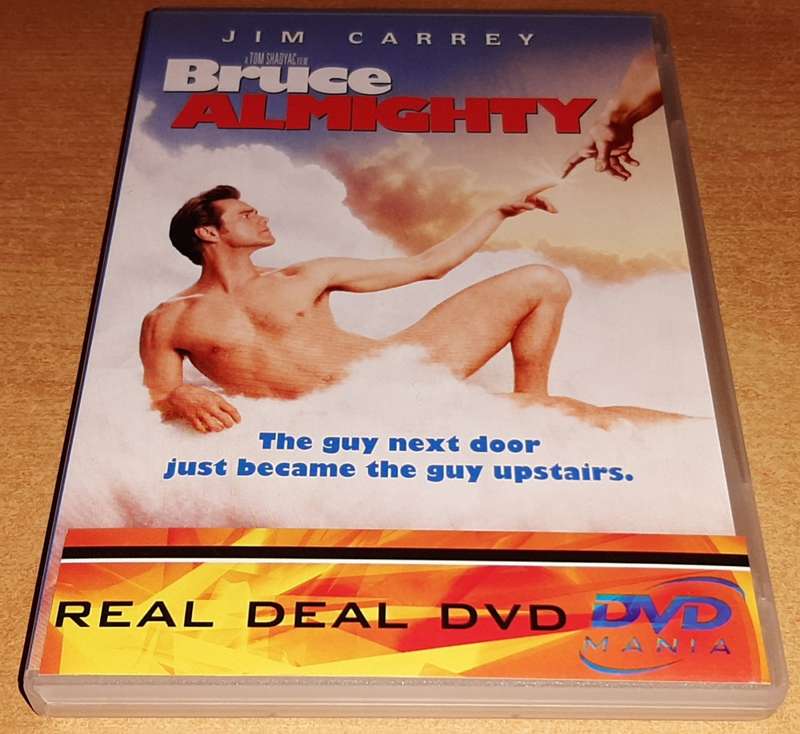 JIM CARREY
A TOM SHADYAC FILM
Bruce
ALMIGHTY
The guy next door
just became the guy upstairs.
REAL DEAL DVD
DVD
MANIA